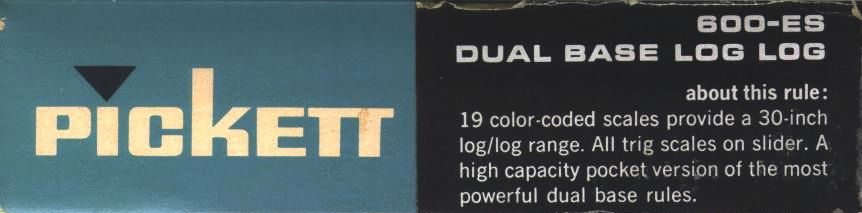 PickETT
600-ES
DUAL BASE LOG LOG
about this rule:
19 color-coded scales provide a 30-inch
log/log range. All trig scales on slider. A
high capacity pocket version of the most
powerful dual base rules.